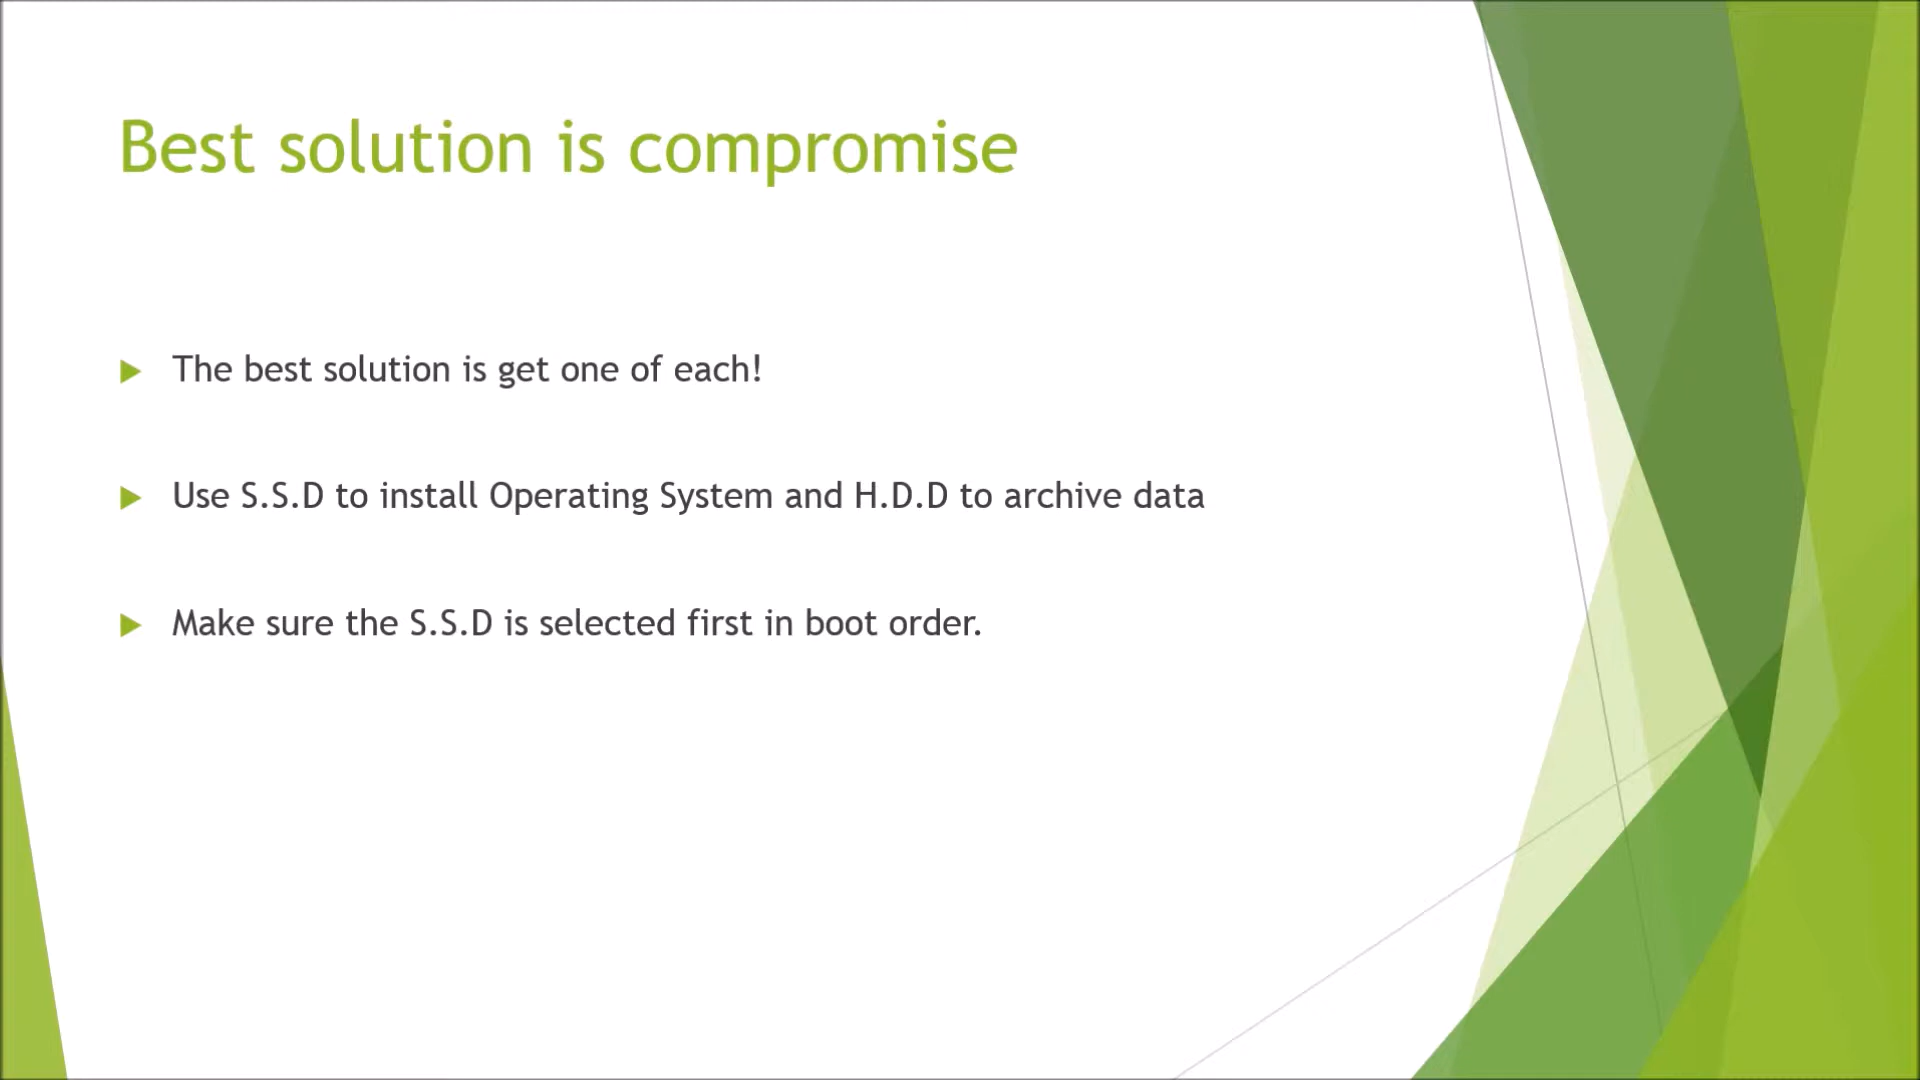 Best solution is compromise
The best solution is get one of each!
Use S.S.D to install Operating System and H.D.D to archive data
Make sure the S.S.D is selected first in boot order.